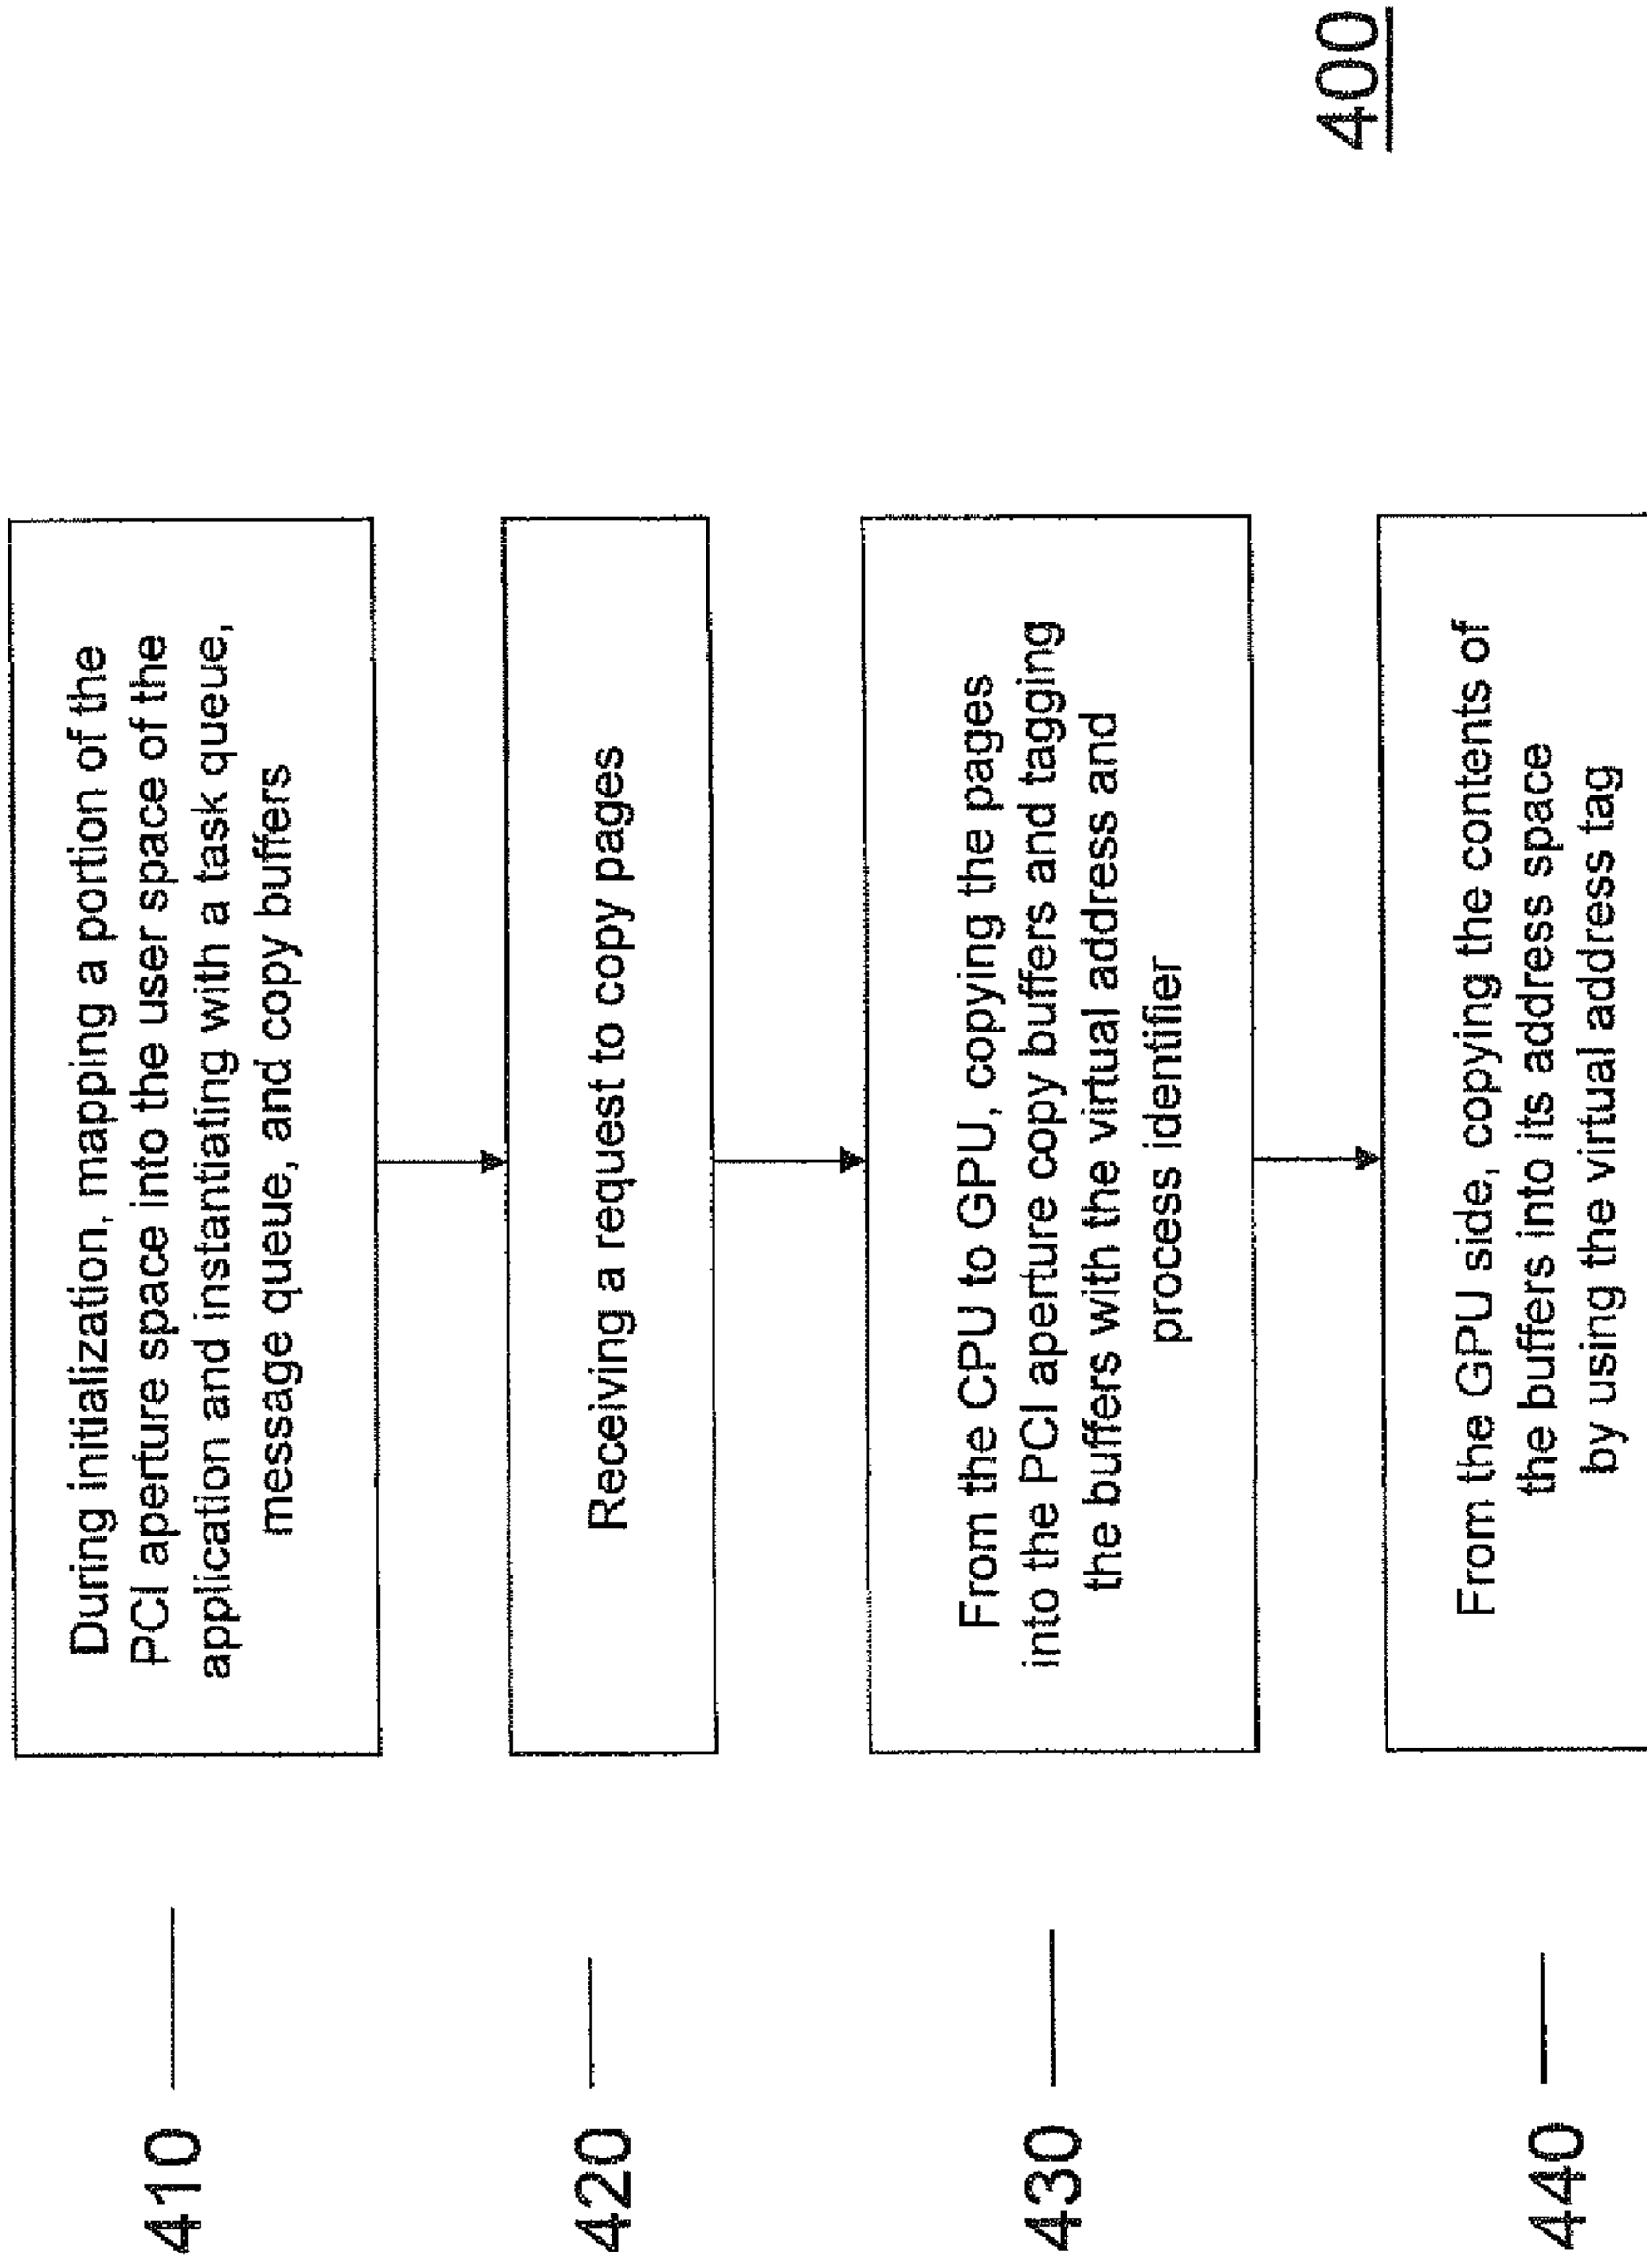 410
During initialization, mapping a portion of the
PCI aperture space into the user space of the
application and instantiating with a task queue,
message queue, and copy buffers
420
Receiving a request to copy pages
430
From the CPU to GPU, copying the pages
into the PCI aperture copy buffers and tagging
the buffers with the virtual address and
process identifier
440
From the GPU side, copying the contents of
the buffers into its address space
by using the virtual address tag
400